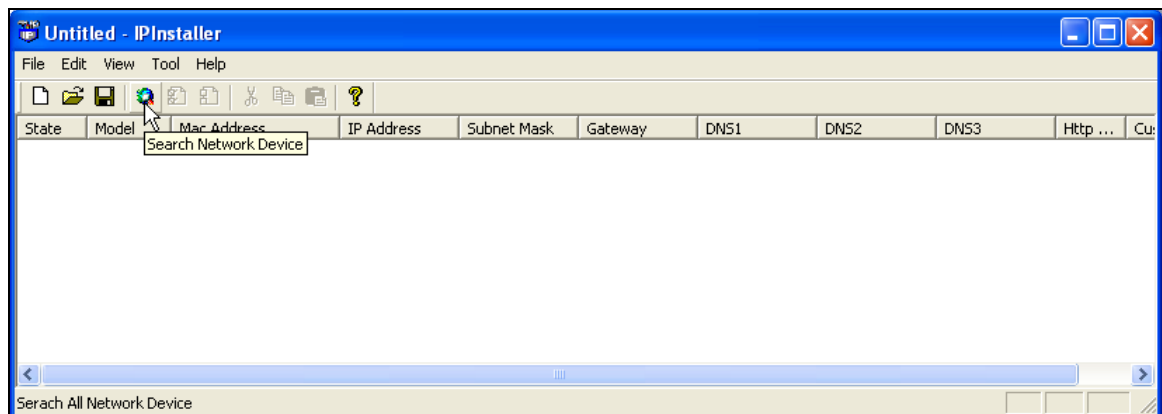 Untitled - IPInstaller
File Edit View Tool Help
State Model Mac Address IP Address Subnet Mask Gateway DNS1 DNS2 DNS3 Http ... Cu
Search Network Device
Serach All Network Device